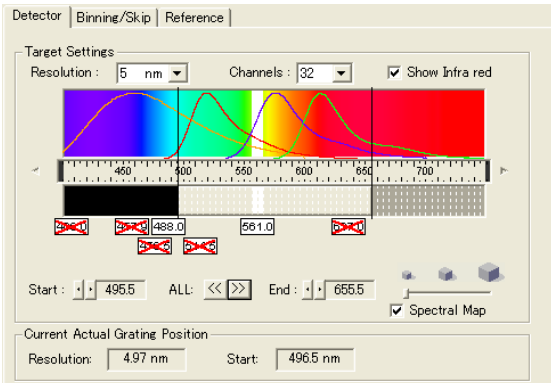 Detector Binning/Skip Reference
Target Settings
Resolution : 5 nm Channels : 32 Show Infra red
460 500 550 600 650 700
488.0 561.0
Start : 495.5 ALL: << >> End : 655.5
Spectral Map
Current Actual Grating Position
Resolution: 4.97 nm Start: 496.5 nm